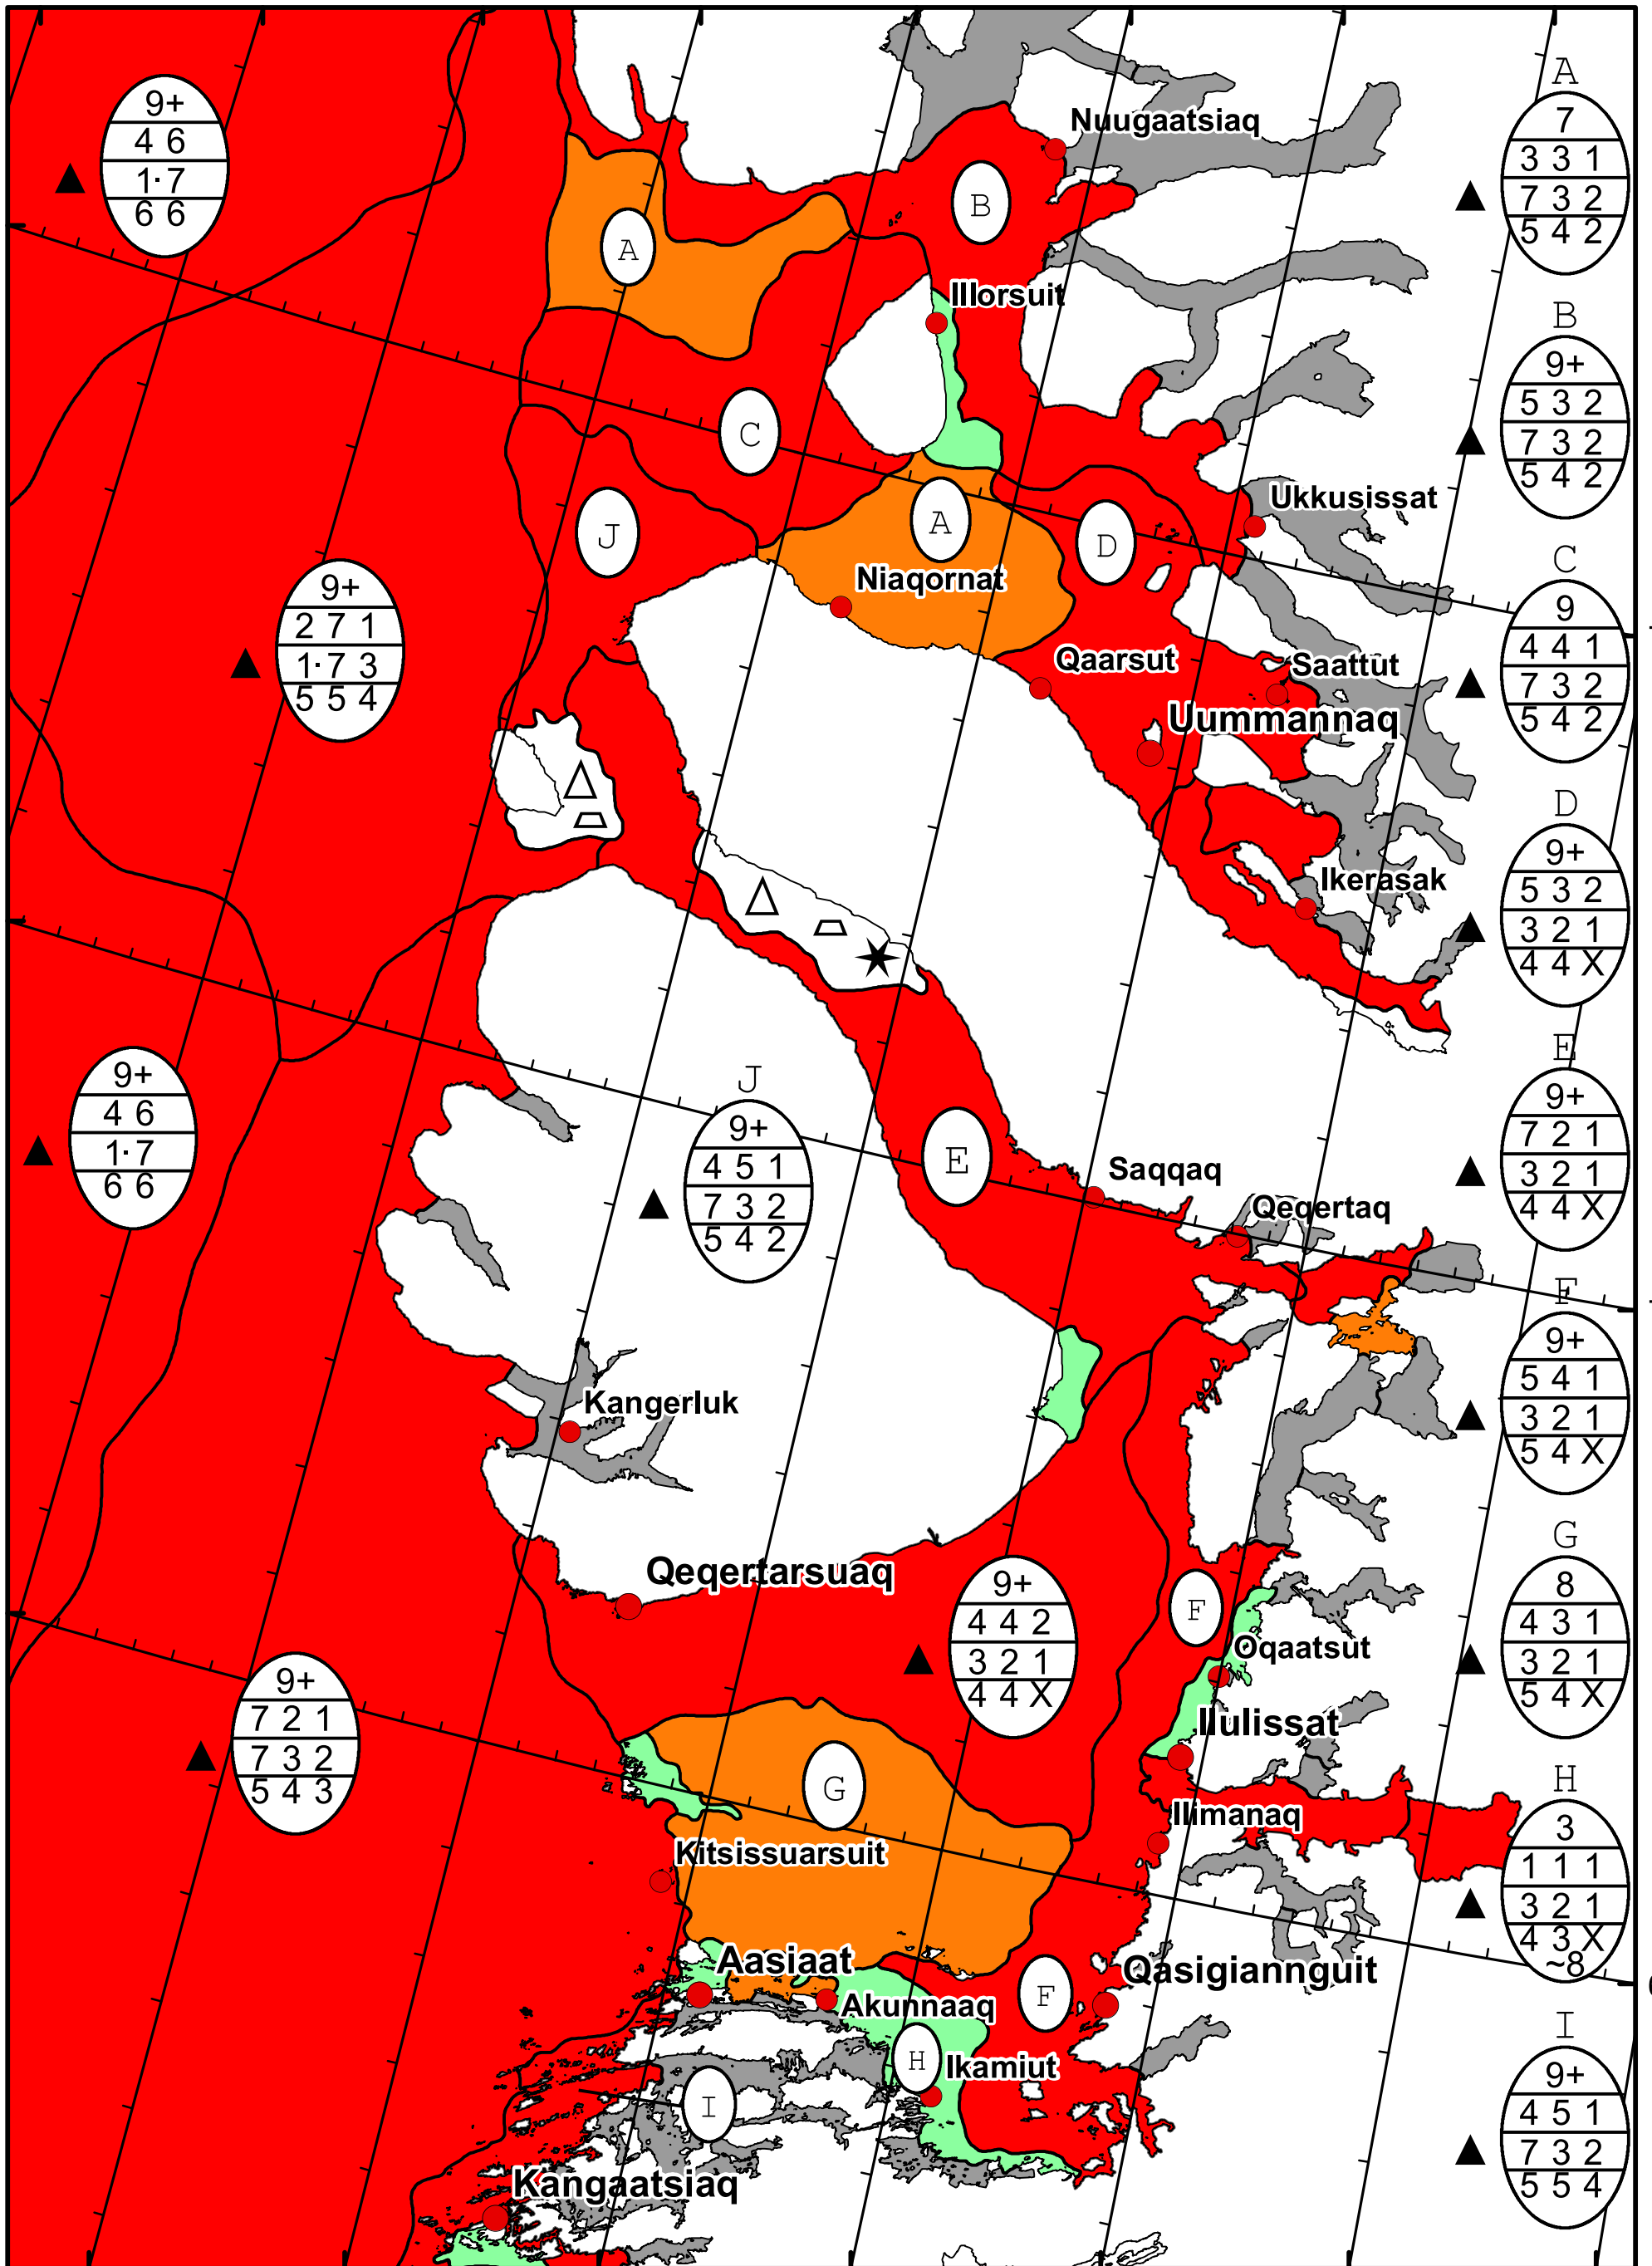 A
7
3 3 1
7 3 2
5 4 2
9+
4 6
1·7
6 6
Nuugaatsiaq
B
A
Illorsuit
B
9+
5 3 2
7 3 2
5 4 2
C
Ukkusissat
A
J
D
Niaqornat
C
9
4 4 1
7 3 2
5 4 2
9+
2 7 1
1·7 3
5 5 4
Qaarsut
Saattut
Uummannaq
D
9+
5 3 2
3 2 1
4 4 X
Ikerasak
E
9+
7 2 1
3 2 1
4 4 X
9+
4 6
1·7
6 6
J
9+
4 5 1
7 3 2
5 4 2
E
Saqqaq
Qeqertaq
F
9+
5 4 1
3 2 1
5 4 X
Kangerluk
Qeqertarsuaq
9+
4 4 2
3 2 1
4 4 X
F
G
8
4 3 1
3 2 1
5 4 X
Oqaatsut
9+
7 2 1
7 3 2
5 4 3
Ilulissat
G
Ilimanaq
H
3
1 1 1
3 2 1
4 3 X
~8
Kitsissuarsuit
Aasiaat
Qasigiannguit
F
Akunnaaq
H
Ikamiut
I
I
9+
4 5 1
7 3 2
5 5 4
Kangaatsiaq